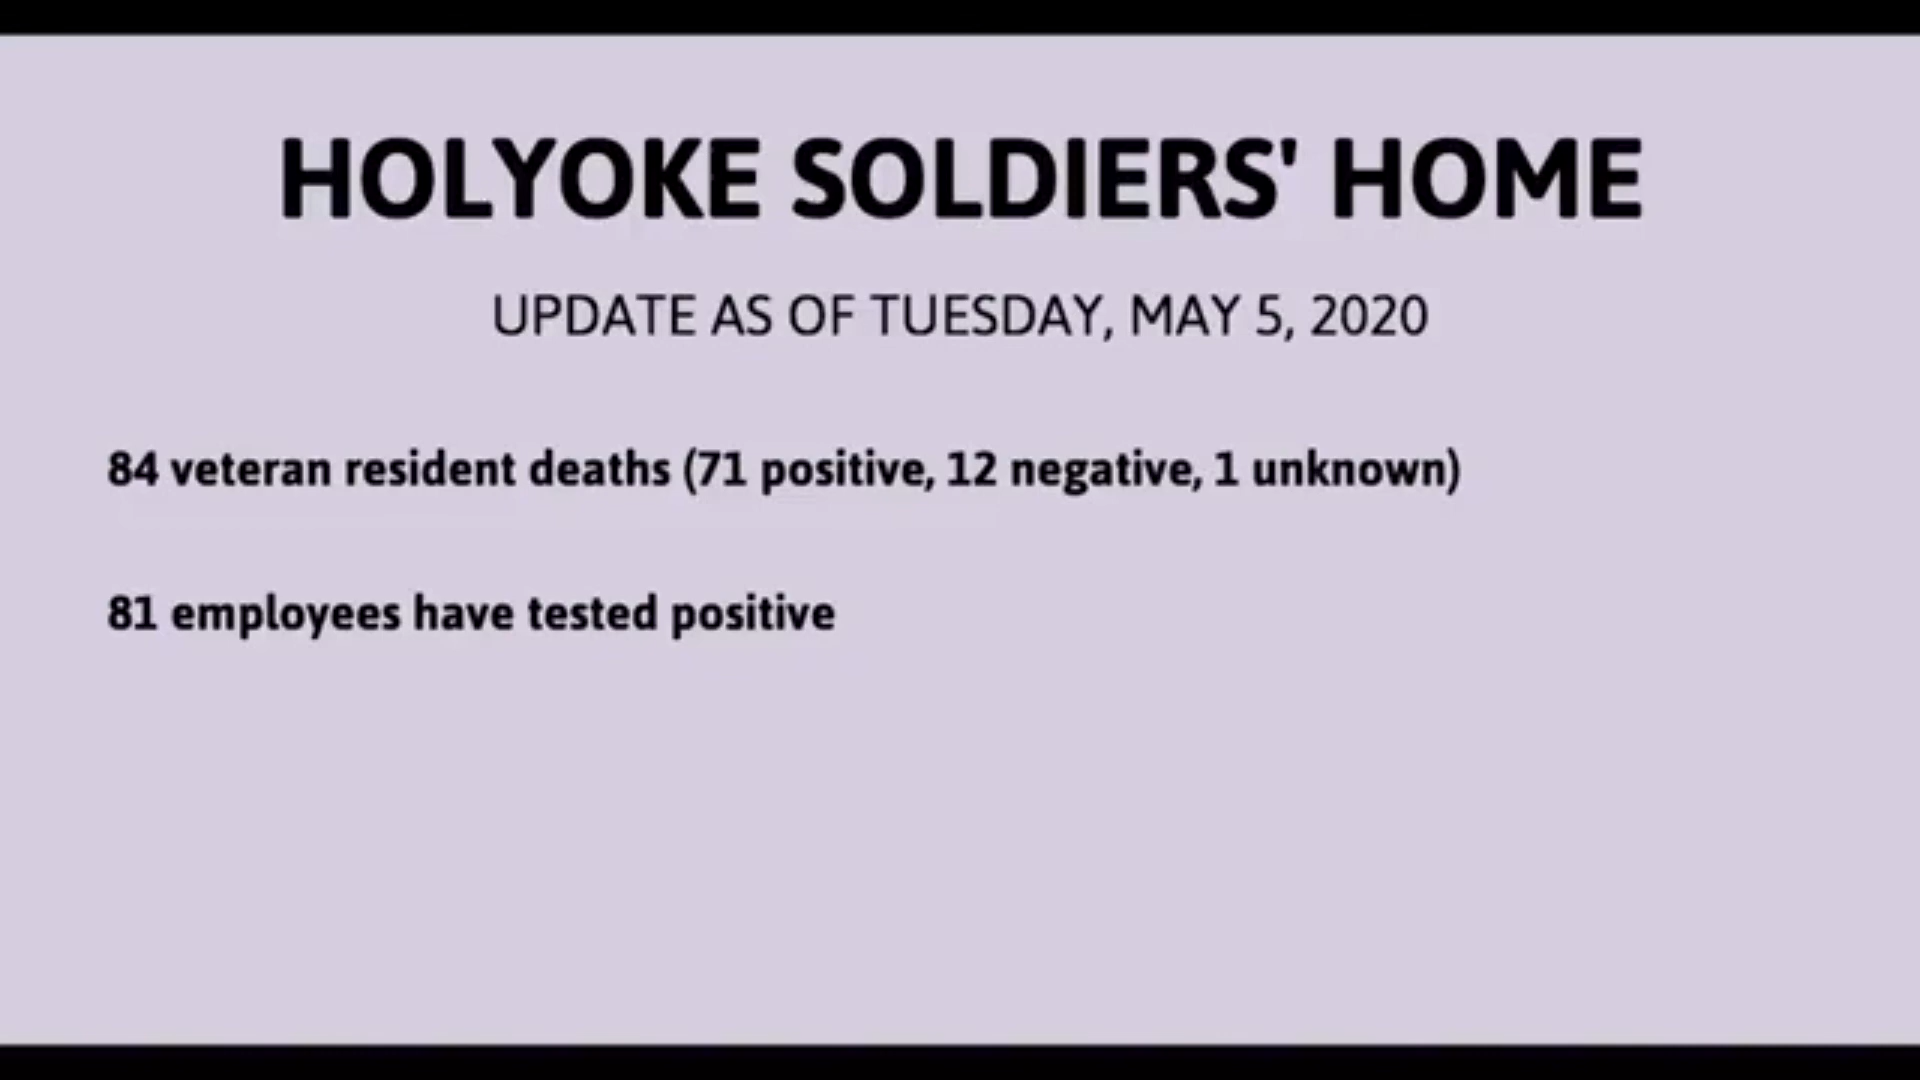 HOLYOKE SOLDIERS' HOME
UPDATE AS OF TUESDAY, MAY 5, 2020
84 veteran resident deaths (71 positive, 12 negative, 1 unknown)
81 employees have tested positive